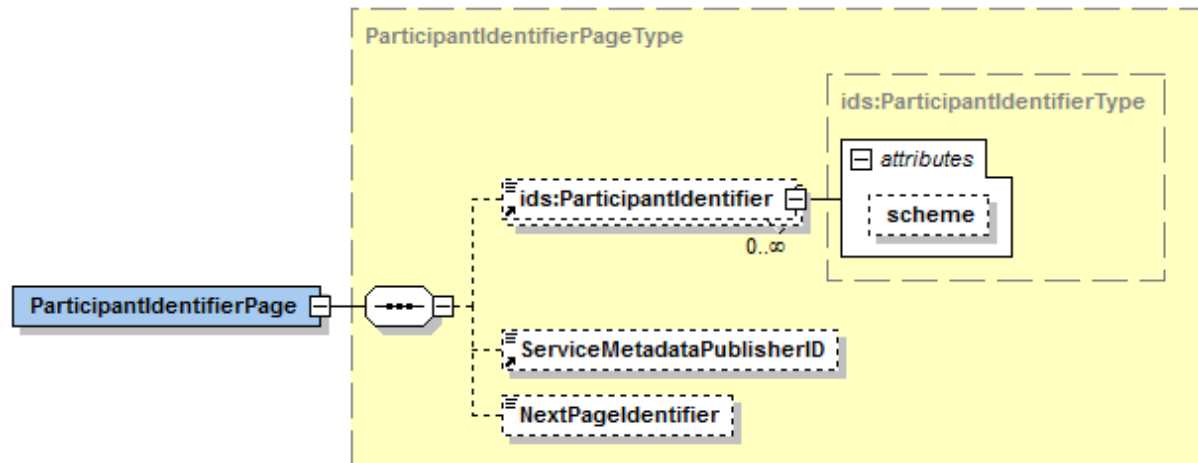 ParticipantIdentifierPageType
ids:ParticipantIdentifierType
attributes
ids:ParticipantIdentifier
scheme
0..∞
ParticipantIdentifierPage
ServiceMetadataPublisherID
NextPageIdentifier